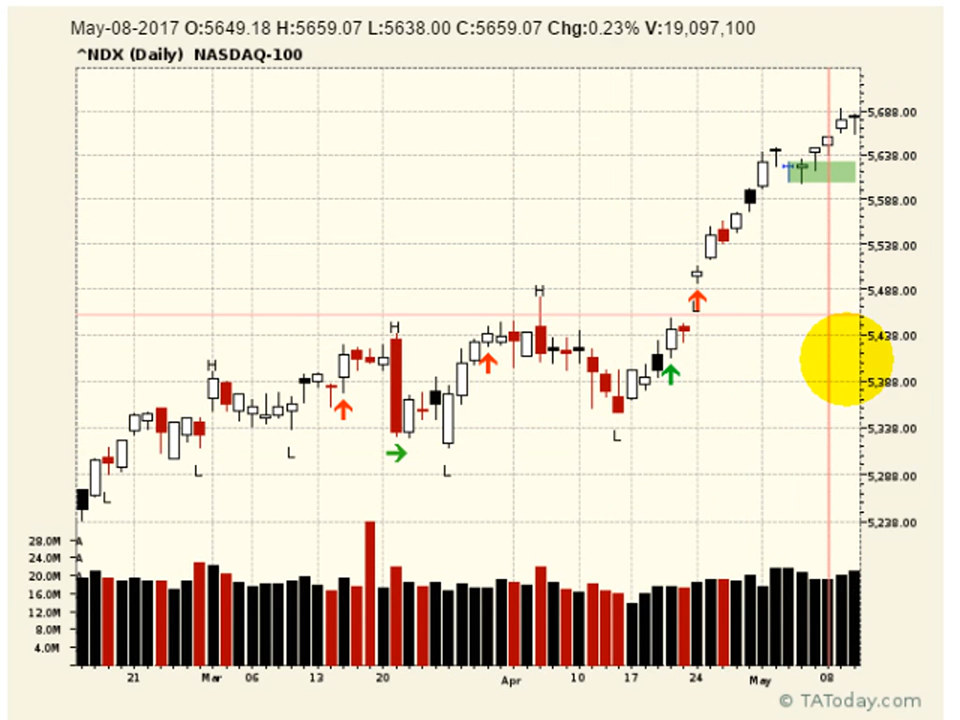 May-08-2017 O:5649.18 H:5659.07 L:5638.00 C:5659.07 Chg:0.23% V:19,097,100
^NDX (Daily) NASDAQ-100
5,688.00
5,638.00
5,588.00
5,538.00
H
5,488.00
L
H
5,438.00
H
5,388.00
L
5,338.00
L
L
L
5,288.00
L
5,238.00
28.0M A
24.0M A
20.0M A
16.0M
12.0M
8.0M
4.0M
21 Mar 06 13 20 Apr 10 17 24 May 08
© TAToday.com